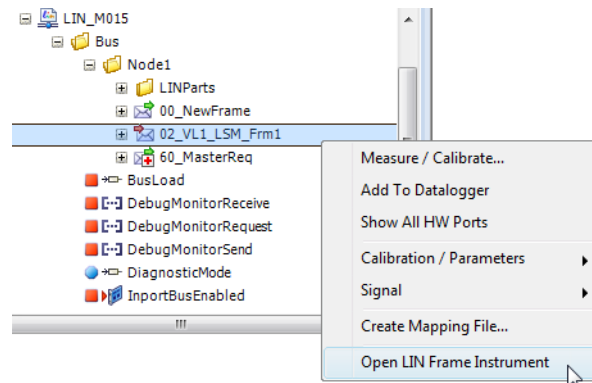 LIN_M015
Bus
Node1
LINParts
00_NewFrame
02_VL1_LSM_Frm1
60_MasterReq
BusLoad
DebugMonitorReceive
DebugMonitorRequest
DebugMonitorSend
DiagnosticMode
InportBusEnabled
Measure / Calibrate...
Add To Datalogger
Show All HW Ports
Calibration / Parameters
Signal
Create Mapping File...
Open LIN Frame Instrument